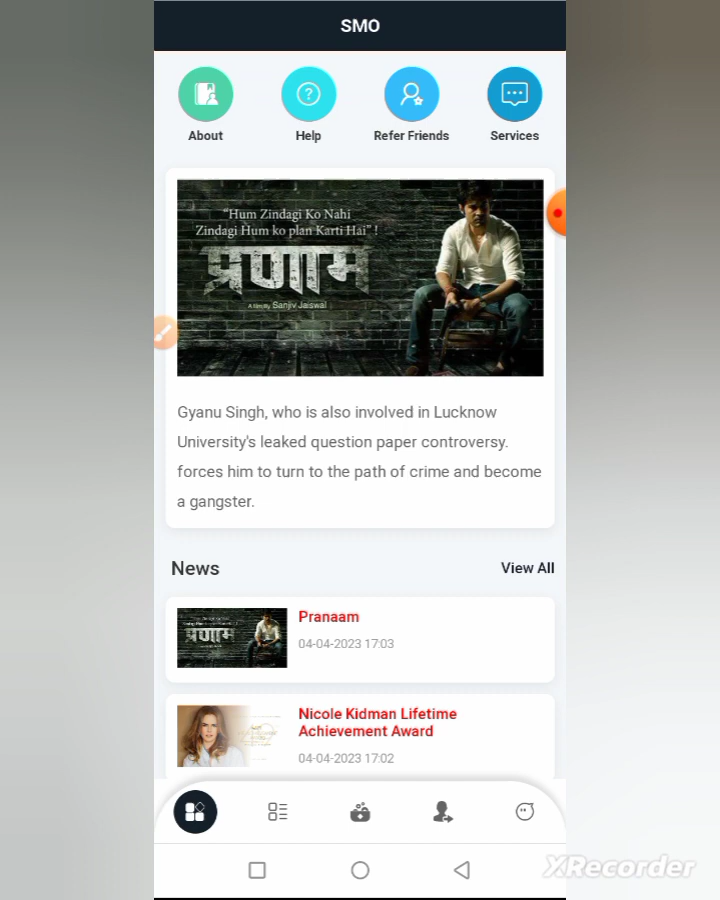 SMO
About
Help
Refer Friends
Services
“Hum Zindagi Ko Nahi
Zindagi Hum ko plan Karti Hai” !
प्रणाम
A film By Sanjiv Jaiswal
Gyanu Singh, who is also involved in Lucknow
University's leaked question paper controversy.
forces him to turn to the path of crime and become
a gangster.
News
View All
प्रणाम
Pranaam
04-04-2023 17:03
Nicole Kidman Lifetime
Achievement Award
04-04-2023 17:02
XRecorder